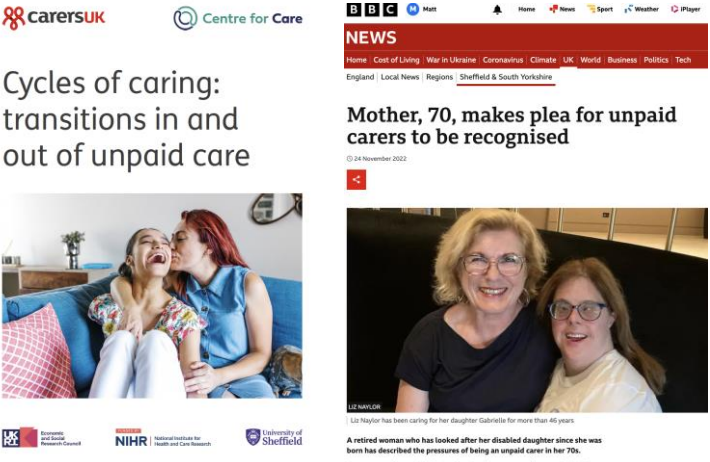 carersUK
Centre for Care
Cycles of caring:
transitions in and
out of unpaid care
UK
RI
Economic
and Social
Research Council
FUNDED BY
NIHR
National Institute for
Health and Care Research
University of
Sheffield
BBC
M Matt
Home
News
Sport
Weather
iPlayer
NEWS
Home | Cost of Living | War in Ukraine | Coronavirus | Climate | UK | World | Business | Politics | Tech
England | Local News | Regions | Sheffield & South Yorkshire
Mother, 70, makes plea for unpaid
carers to be recognised
24 November 2022
LIZ NAYLOR
Liz Naylor has been caring for her daughter Gabrielle for more than 46 years
A retired woman who has looked after her disabled daughter since she was
born has described the pressures of being an unpaid carer in her 70s.